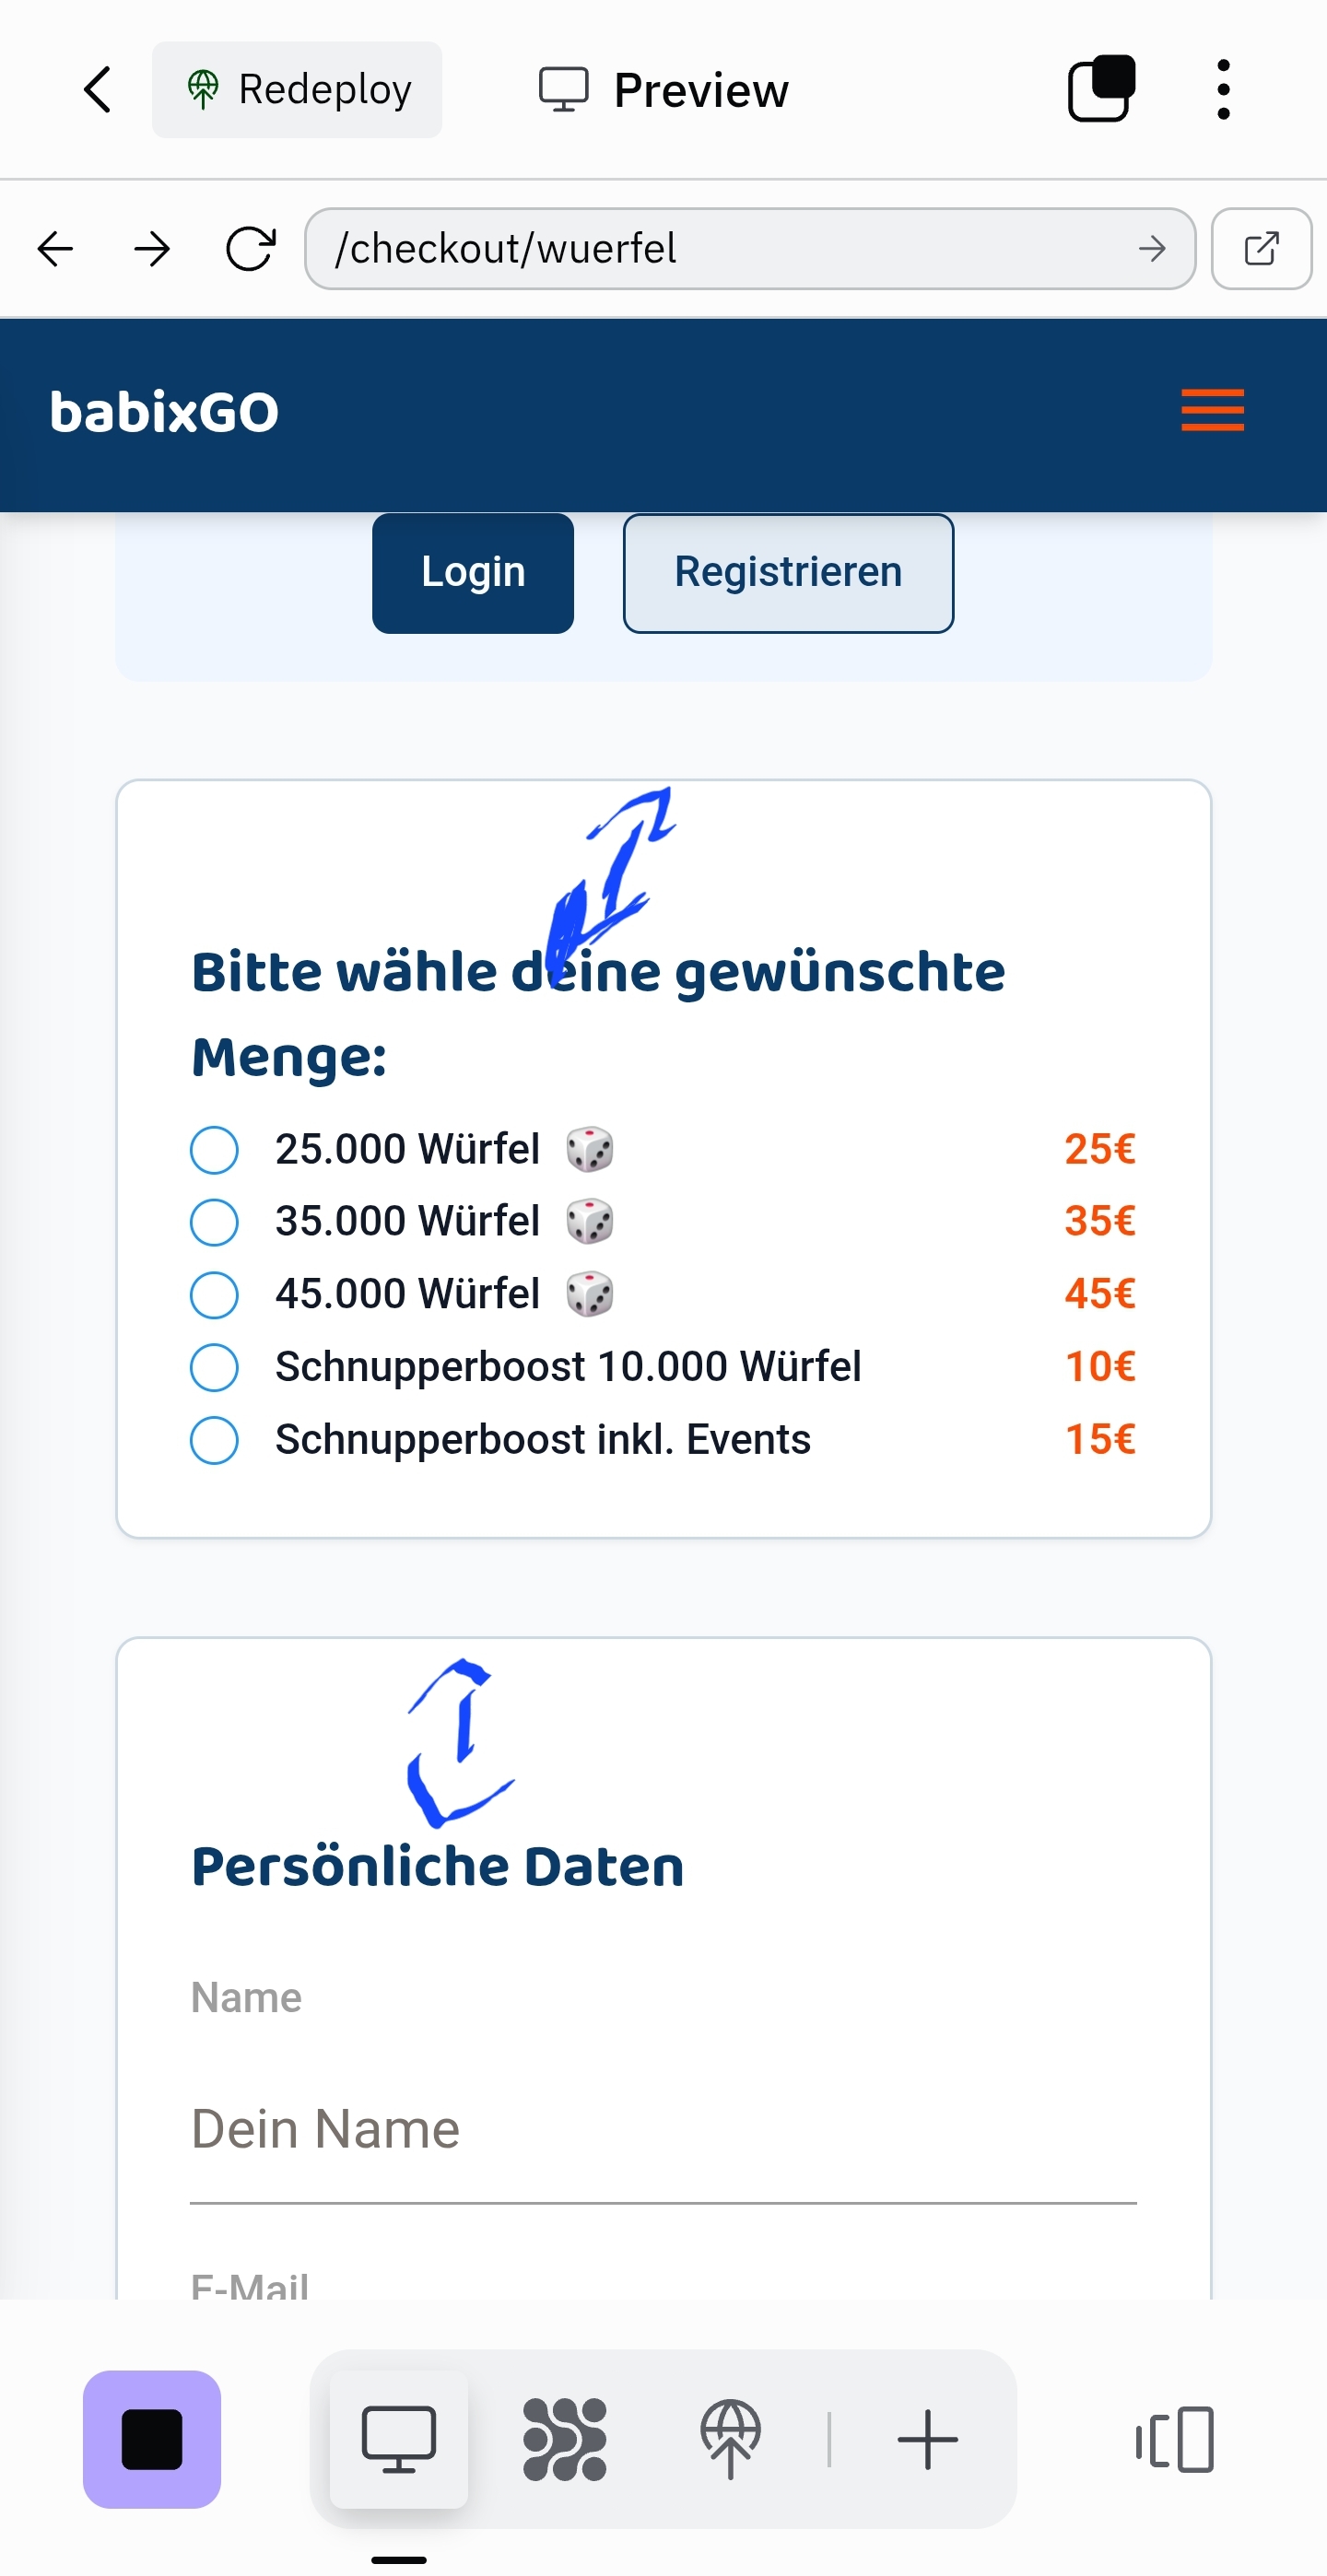 Redeploy
Preview
/checkout/wuerfel
babixGO
Login
Registrieren
Bitte wähle deine gewünschte
Menge:
25.000 Würfel 25€
35.000 Würfel 35€
45.000 Würfel 45€
Schnupperboost 10.000 Würfel 10€
Schnupperboost inkl. Events 15€
Persönliche Daten
Name
Dein Name
E-Mail